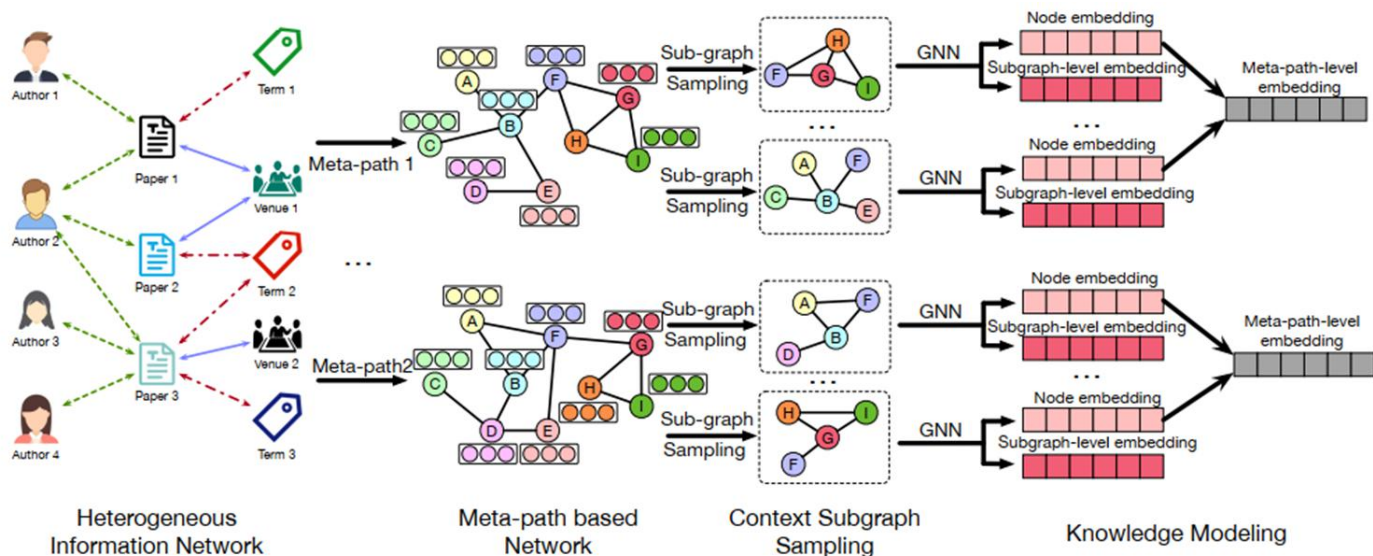 Author 1
Author 2
Author 3
Author 4
Paper 1
Paper 2
Paper 3
Term 1
Venue 1
Term 2
Venue 2
Term 3
Meta-path 1
...
Meta-path2
A
B
C
D
E
F
G
H
I
A
B
C
D
E
F
G
H
I
Sub-graph
Sampling
Sub-graph
Sampling
Sub-graph
Sampling
Sub-graph
Sampling
H
F
G
I
...
A
F
C
B
E
A
F
B
D
...
H
I
G
F
GNN
GNN
GNN
GNN
Node embedding
Subgraph-level embedding
...
Node embedding
Subgraph-level embedding
Meta-path-level
embedding
Node embedding
Subgraph-level embedding
...
Node embedding
Subgraph-level embedding
Meta-path-level
embedding
Heterogeneous
Information Network
Meta-path based
Network
Context Subgraph
Sampling
Knowledge Modeling